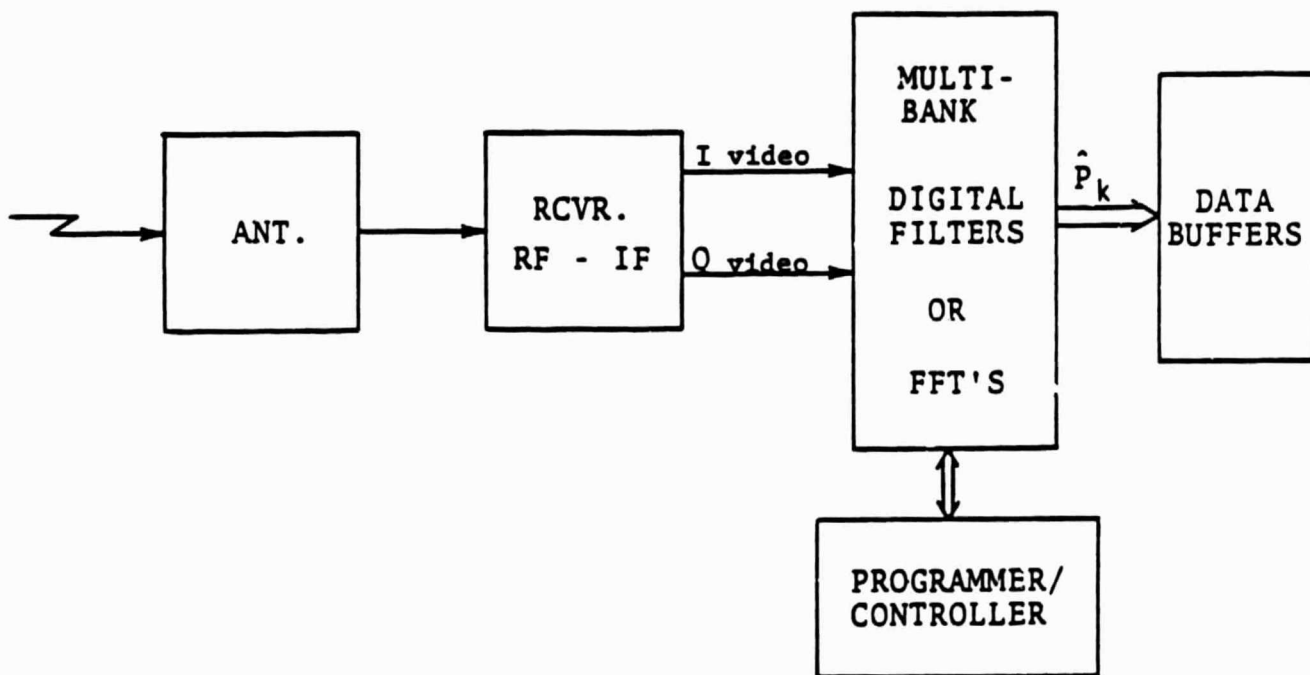 ANT.
RCVR.
RF - IF
I video
Q video
MULTI-
BANK
DIGITAL
FILTERS
OR
FFT'S
P̂k
DATA
BUFFERS
PROGRAMMER/
CONTROLLER